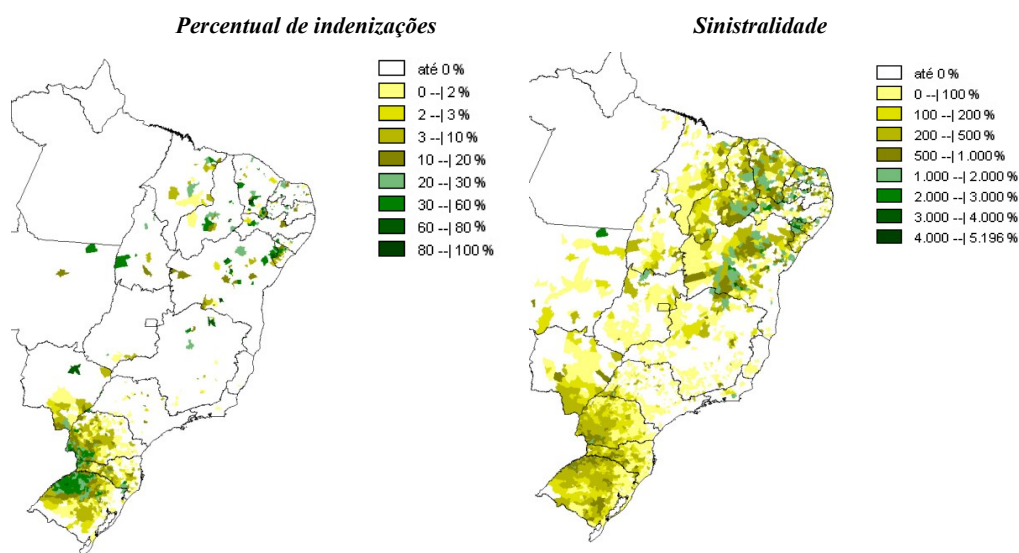 Percentual de indenizações
até 0 %
0 --| 2 %
2 --| 3 %
3 --| 10 %
10 --| 20 %
20 --| 30 %
30 --| 60 %
60 --| 80 %
80 --| 100 %
Sinistralidade
até 0 %
0 --| 100 %
100 --| 200 %
200 --| 500 %
500 --| 1.000 %
1.000 --| 2.000 %
2.000 --| 3.000 %
3.000 --| 4.000 %
4.000 --| 5.196 %